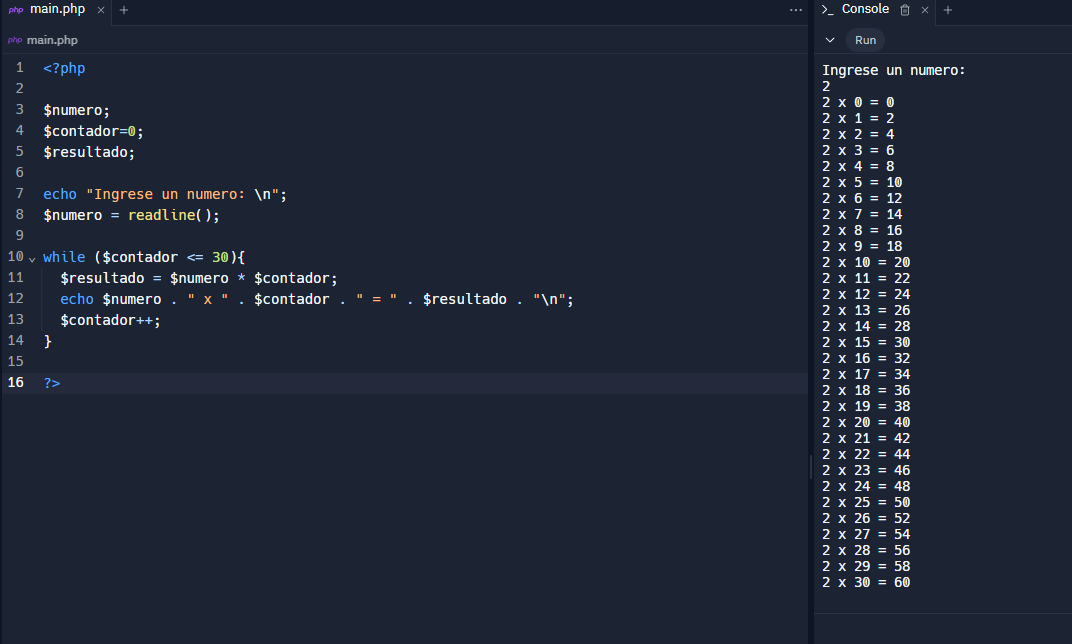 php main.php × +
php main.php
1 <?php
2
3 $numero;
4 $contador=0;
5 $resultado;
6
7 echo "Ingrese un numero: \n";
8 $numero = readline();
9
10 while ($contador <= 30){
11 $resultado = $numero * $contador;
12 echo $numero . " x " . $contador . " = " . $resultado . "\n";
13 $contador++;
14 }
15
16 ?>
>_ Console × +
Run
Ingrese un numero:
2
2 x 0 = 0
2 x 1 = 2
2 x 2 = 4
2 x 3 = 6
2 x 4 = 8
2 x 5 = 10
2 x 6 = 12
2 x 7 = 14
2 x 8 = 16
2 x 9 = 18
2 x 10 = 20
2 x 11 = 22
2 x 12 = 24
2 x 13 = 26
2 x 14 = 28
2 x 15 = 30
2 x 16 = 32
2 x 17 = 34
2 x 18 = 36
2 x 19 = 38
2 x 20 = 40
2 x 21 = 42
2 x 22 = 44
2 x 23 = 46
2 x 24 = 48
2 x 25 = 50
2 x 26 = 52
2 x 27 = 54
2 x 28 = 56
2 x 29 = 58
2 x 30 = 60